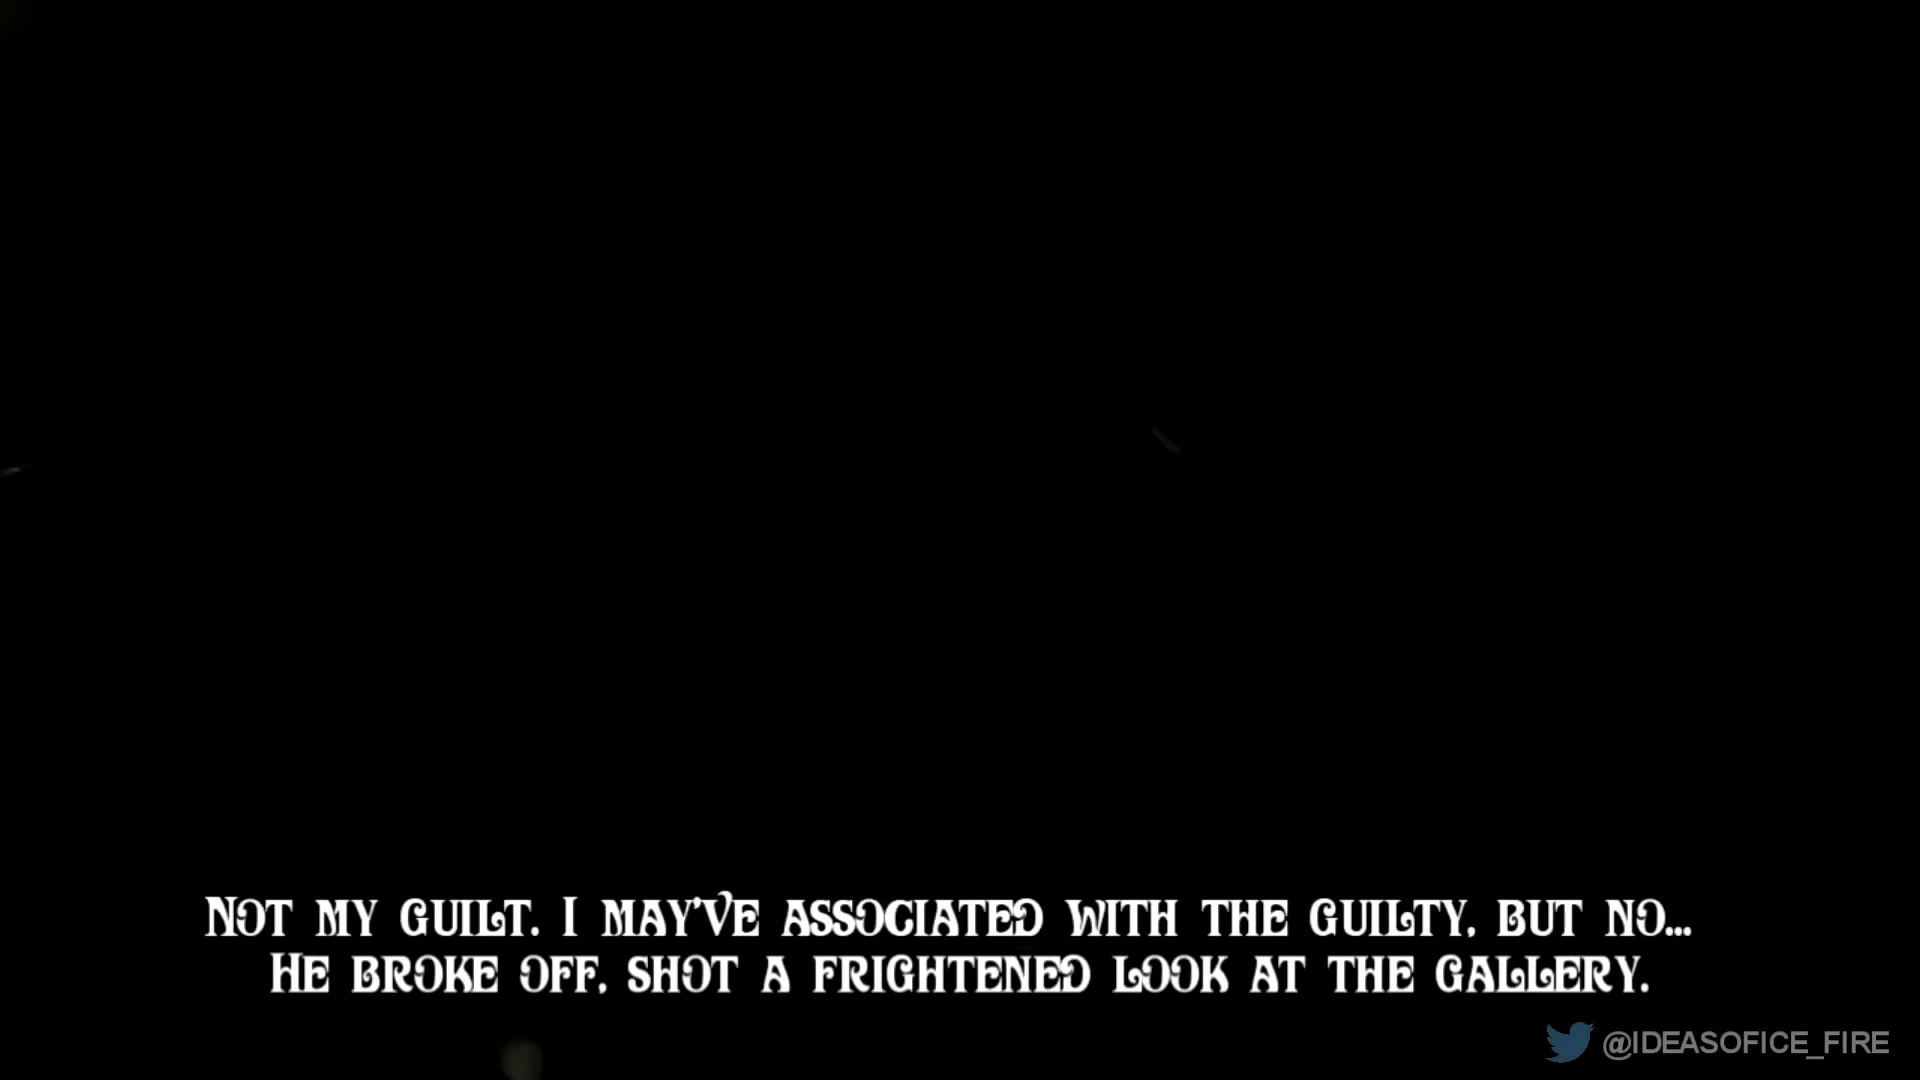 Not my guilt. I may've associated with the guilty, but no...
He broke off, shot a frightened look at the gallery.
@IDEASOFICE_FIRE